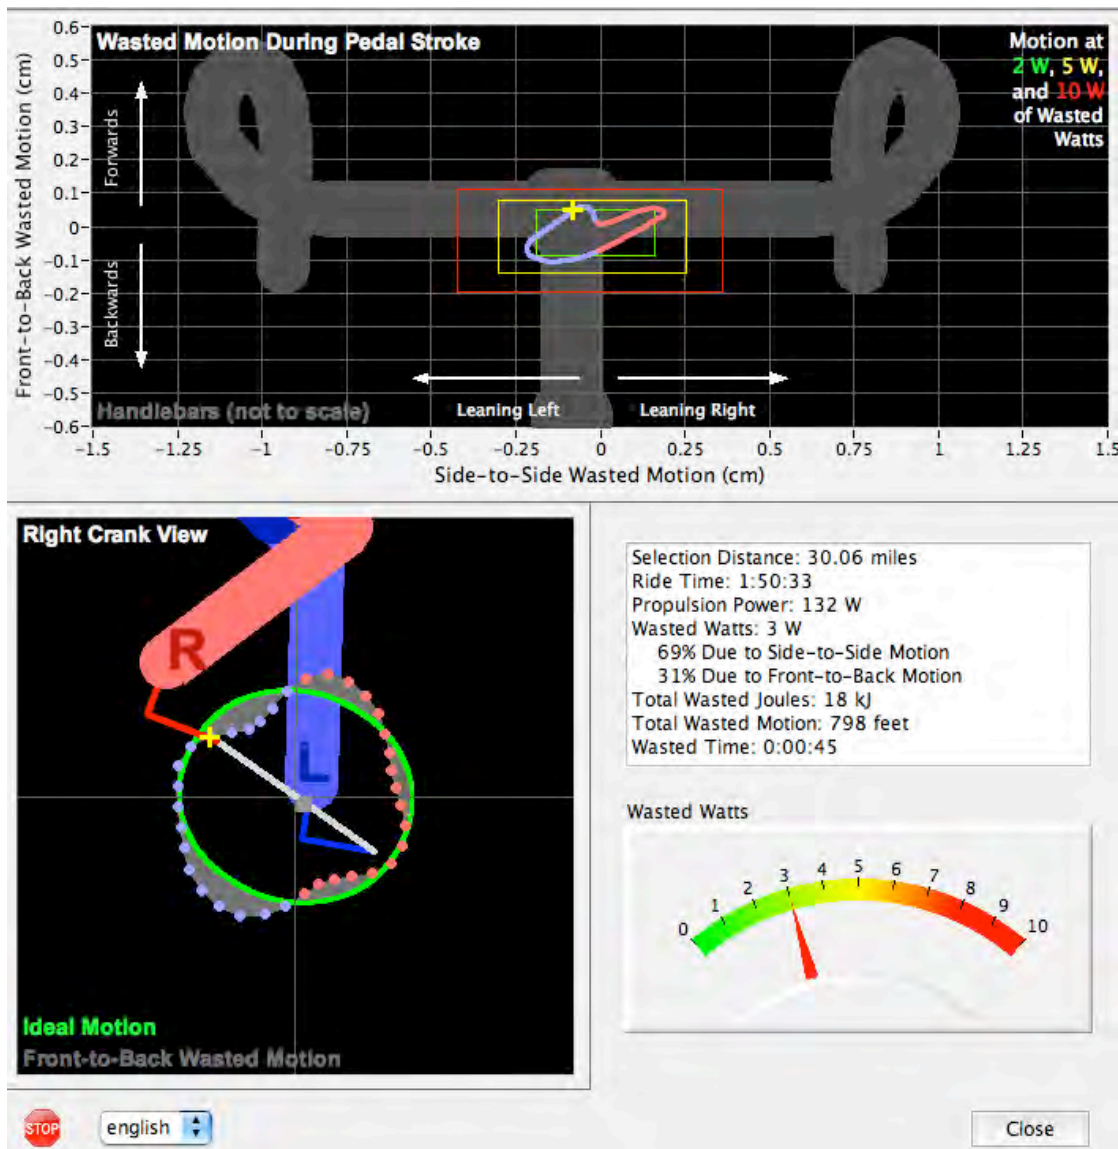 Wasted Motion During Pedal Stroke
Motion at
2 W, 5 W,
and 10 W
of Wasted
Watts
Front-to-Back Wasted Motion (cm)
0.6
0.5
0.4
0.3
0.2
0.1
0
-0.1
-0.2
-0.3
-0.4
-0.5
-0.6
Forwards
Backwards
Leaning Left
Leaning Right
Handlebars (not to scale)
-1.5 -1.25 -1 -0.75 -0.5 -0.25 0 0.25 0.5 0.75 1 1.25 1.5
Side-to-Side Wasted Motion (cm)
Right Crank View
R
L
Ideal Motion
Front-to-Back Wasted Motion
Selection Distance: 30.06 miles
Ride Time: 1:50:33
Propulsion Power: 132 W
Wasted Watts: 3 W
69% Due to Side-to-Side Motion
31% Due to Front-to-Back Motion
Total Wasted Joules: 18 kJ
Total Wasted Motion: 798 feet
Wasted Time: 0:00:45
Wasted Watts
0 1 2 3 4 5 6 7 8 9 10
STOP
english
Close